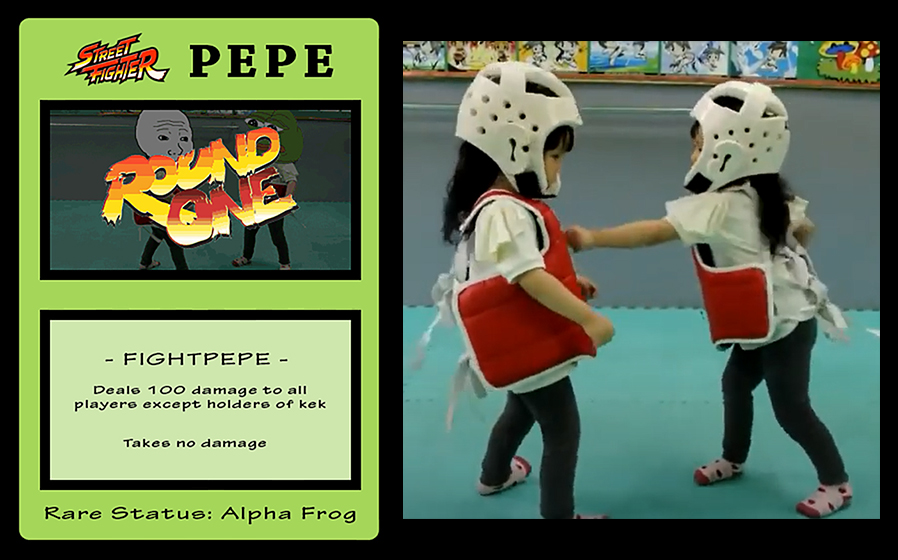 STREET
FIGHTER
PEPE
ROUND
ONE
- FIGHTPEPE -
Deals 100 damage to all
players except holders of kek
Takes no damage
Rare Status: Alpha Frog